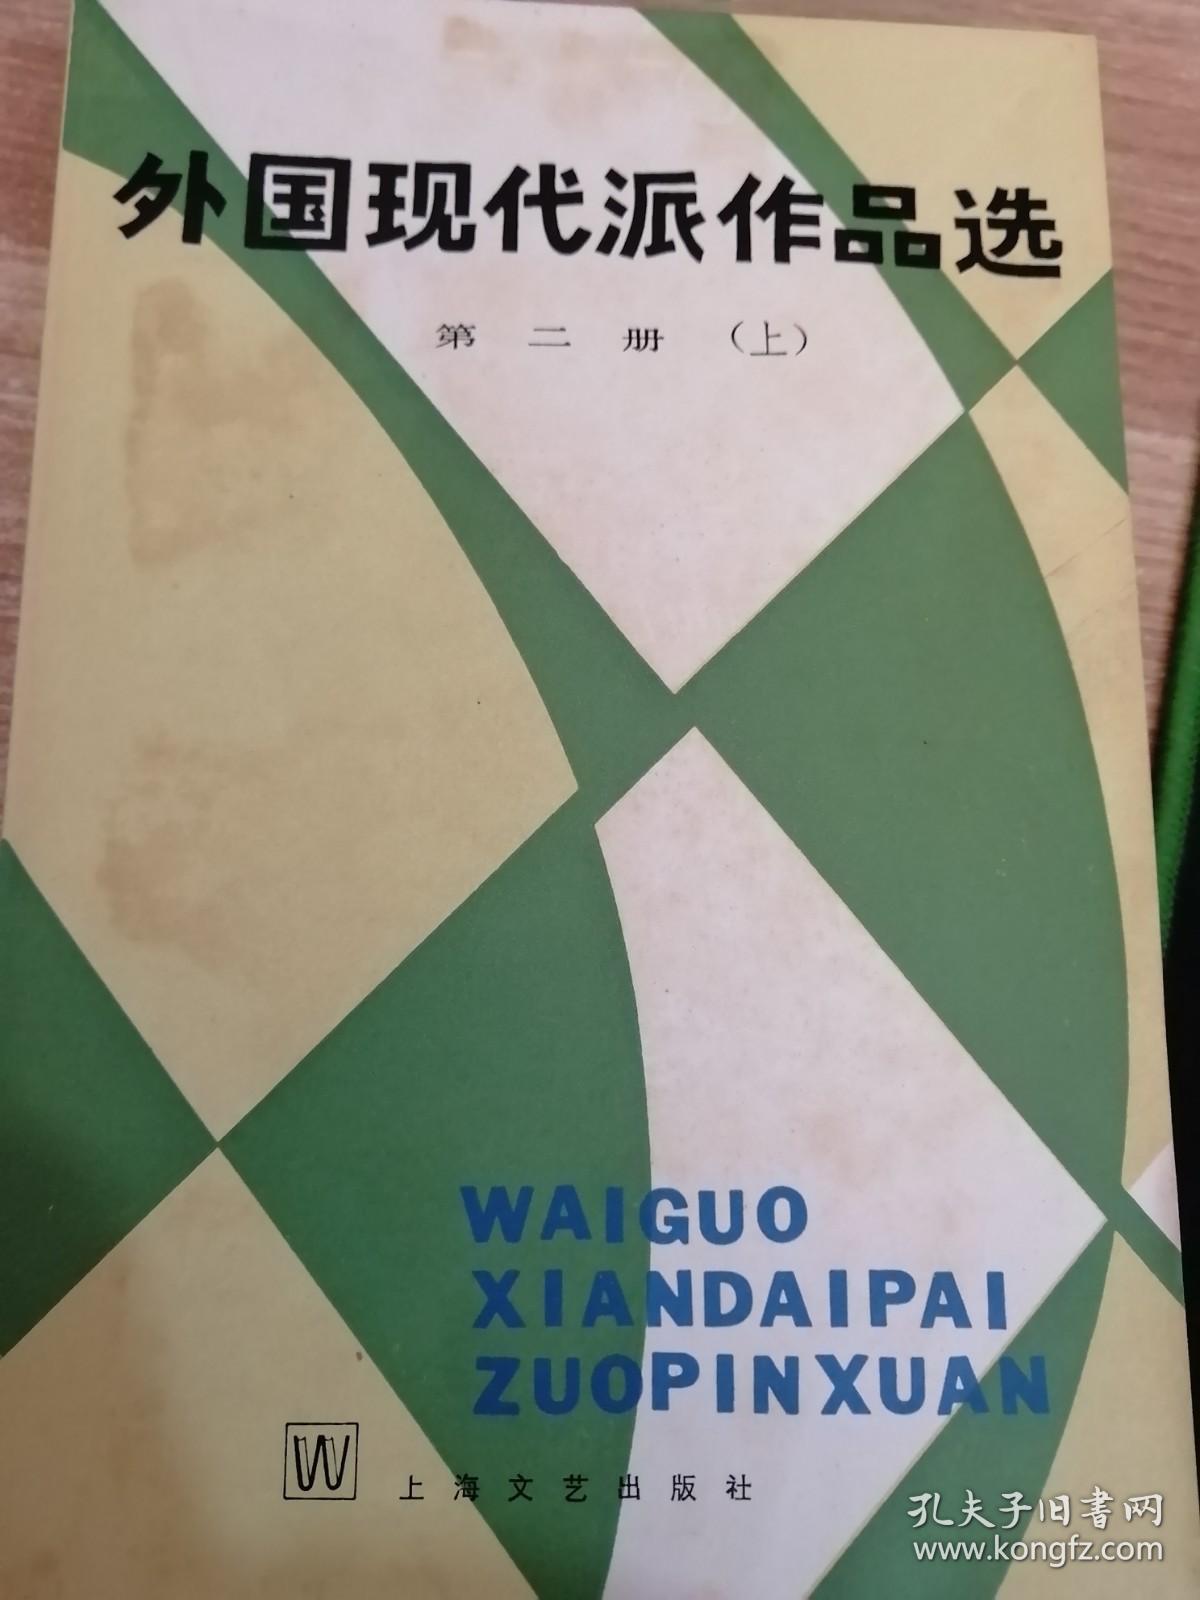 外国现代派作品选
第二册（上）
WAIGUO
XIANDAIPAI
ZUOPINXUAN
W 上海文艺出版社
孔夫子旧书网
www.kongfz.com